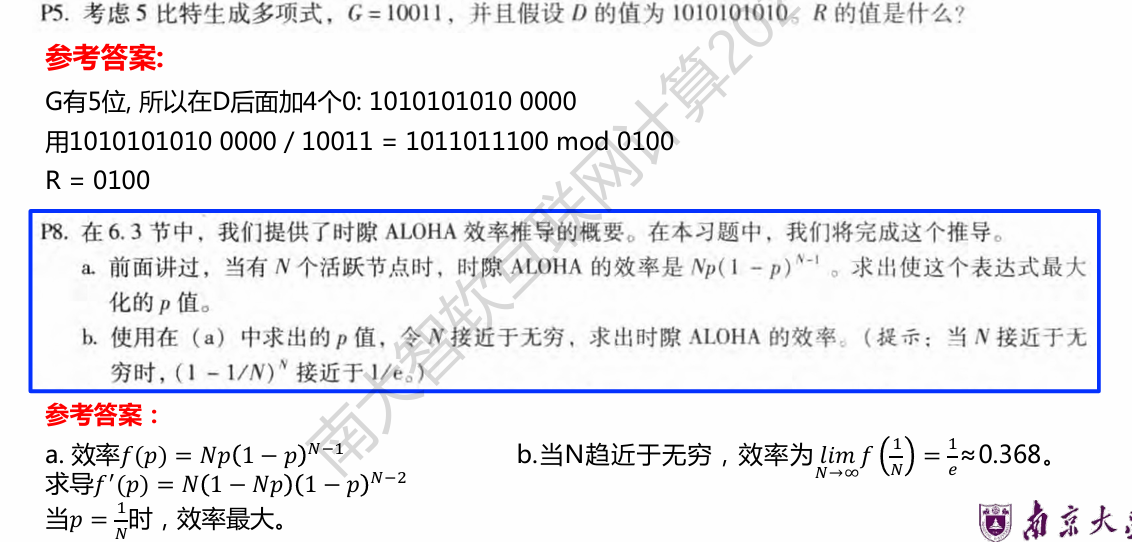 P5. 考虑 5 比特生成多项式，G = 10011，并且假设 D 的值为 1010101010。R 的值是什么？
参考答案:
G有5位, 所以在D后面加4个0: 1010101010 0000
用1010101010 0000 / 10011 = 1011011100 mod 0100
R = 0100
P8. 在 6.3 节中，我们提供了时隙 ALOHA 效率推导的概要。在本习题中，我们将完成这个推导。
a. 前面讲过，当有 N 个活跃节点时，时隙 ALOHA 的效率是 Np(1 - p)^{N-1}。求出使这个表达式最大
化的 p 值。
b. 使用在（a）中求出的 p 值，令 N 接近于无穷，求出时隙 ALOHA 的效率。（提示：当 N 接近于无
穷时，(1 - 1/N)^N 接近于 1/e。）
参考答案：
a. 效率f(p) = Np(1 − p)^{N−1}
求导f′(p) = N(1 − Np)(1 − p)^{N−2}
当p = 1/N时，效率最大。
b.当N趋近于无穷，效率为 lim_{N→∞} f(1/N) = 1/e ≈0.368。
南大智软互联网计算202
南京大